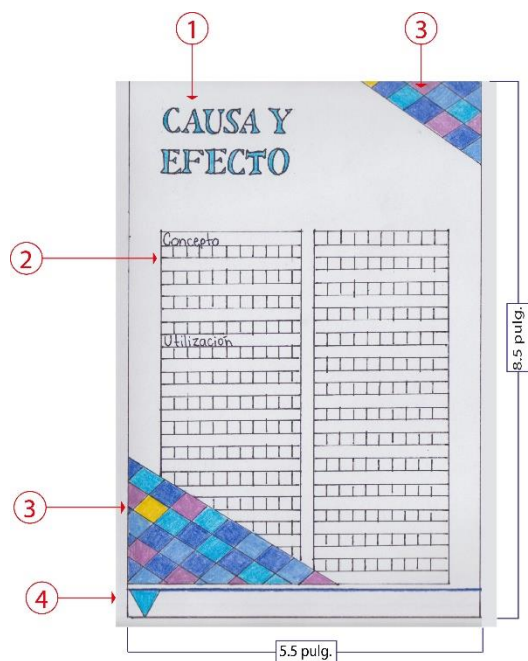 1
3
CAUSA Y
EFECTO
Concepto
2
Utilización
3
4
8.5 pulg.
5.5 pulg.